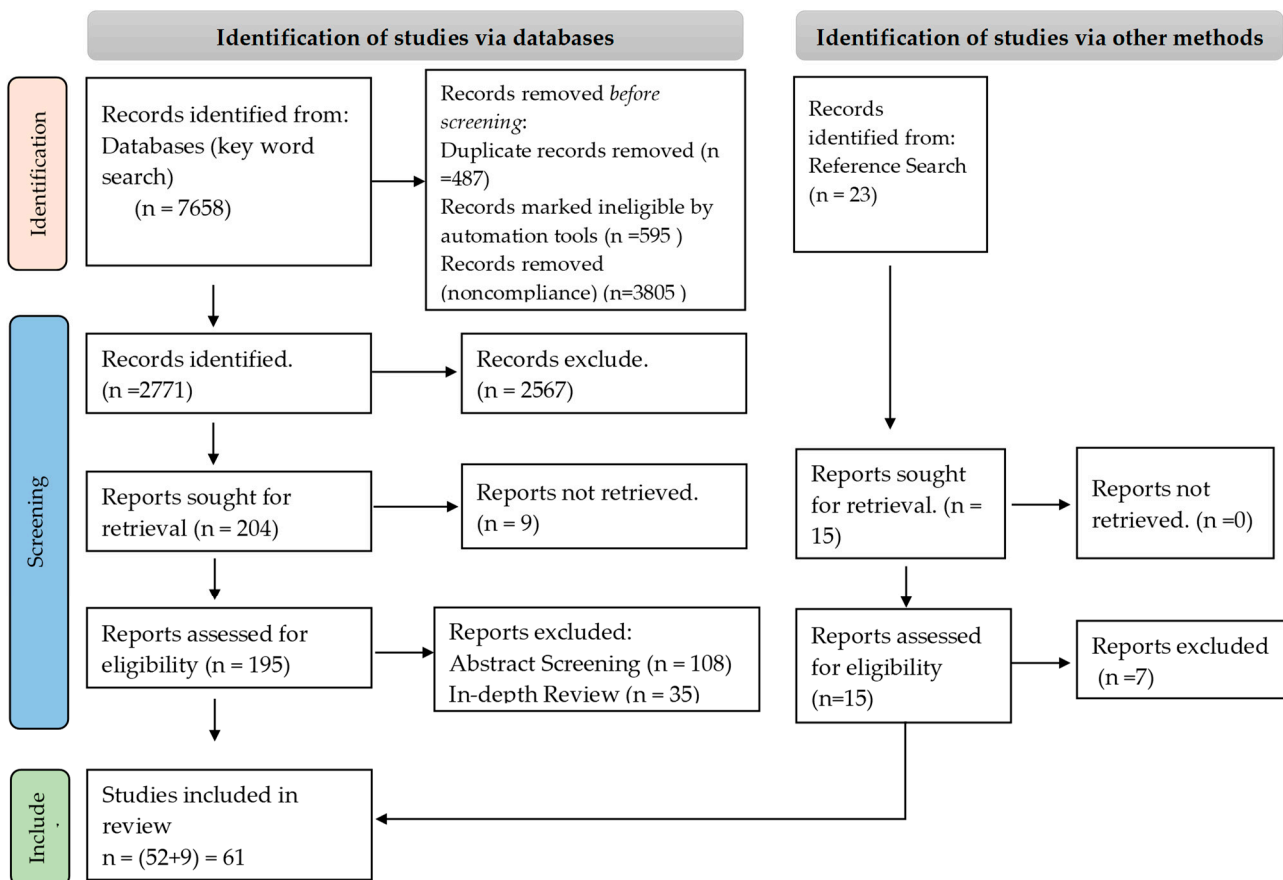 Identification of studies via databases
Identification of studies via other methods
Identification
Records identified from:
Databases (key word
search)
(n = 7658)
Records removed before
screening:
Duplicate records removed (n
=487)
Records marked ineligible by
automation tools (n =595 )
Records removed
(noncompliance) (n=3805 )
Records
identified from:
Reference Search
(n = 23)
Screening
Records identified.
(n =2771)
Records exclude.
(n = 2567)
Reports sought for
retrieval (n = 204)
Reports not retrieved.
(n = 9)
Reports sought
for retrieval. (n =
15)
Reports not
retrieved. (n =0)
Reports assessed for
eligibility (n = 195)
Reports excluded:
Abstract Screening (n = 108)
In-depth Review (n = 35)
Reports assessed
for eligibility
(n=15)
Reports excluded
(n =7)
Include
Studies included in
review
n = (52+9) = 61